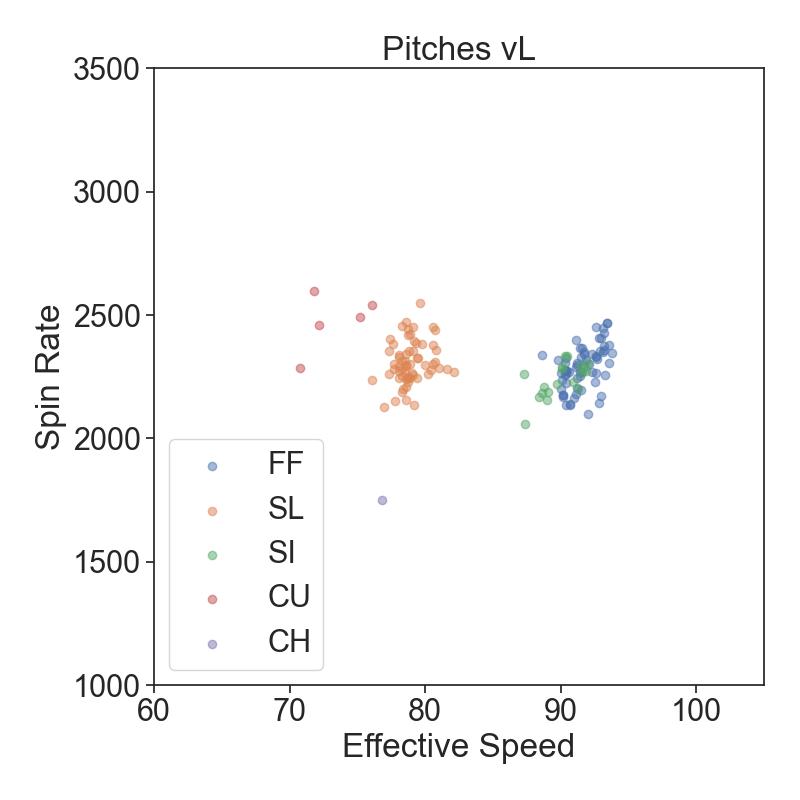 Pitches vL
3500
3000
2500
2000
1500
1000
Spin Rate
FF
SL
SI
CU
CH
60 70 80 90 100
Effective Speed